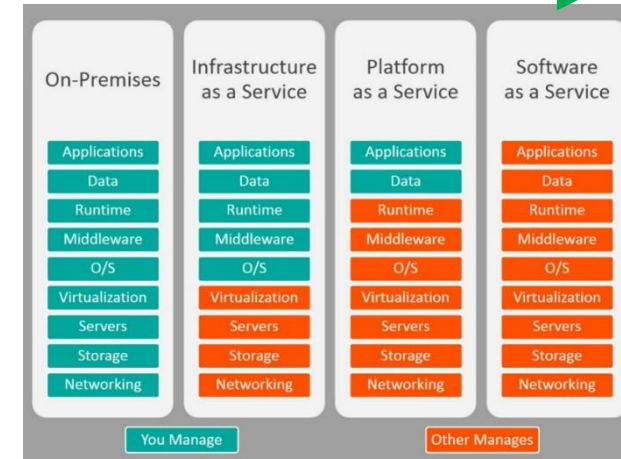 On-Premises
Applications
Data
Runtime
Middleware
O/S
Virtualization
Servers
Storage
Networking
Infrastructure
as a Service
Applications
Data
Runtime
Middleware
O/S
Virtualization
Servers
Storage
Networking
Platform
as a Service
Applications
Data
Runtime
Middleware
O/S
Virtualization
Servers
Storage
Networking
Software
as a Service
Applications
Data
Runtime
Middleware
O/S
Virtualization
Servers
Storage
Networking
You Manage
Other Manages